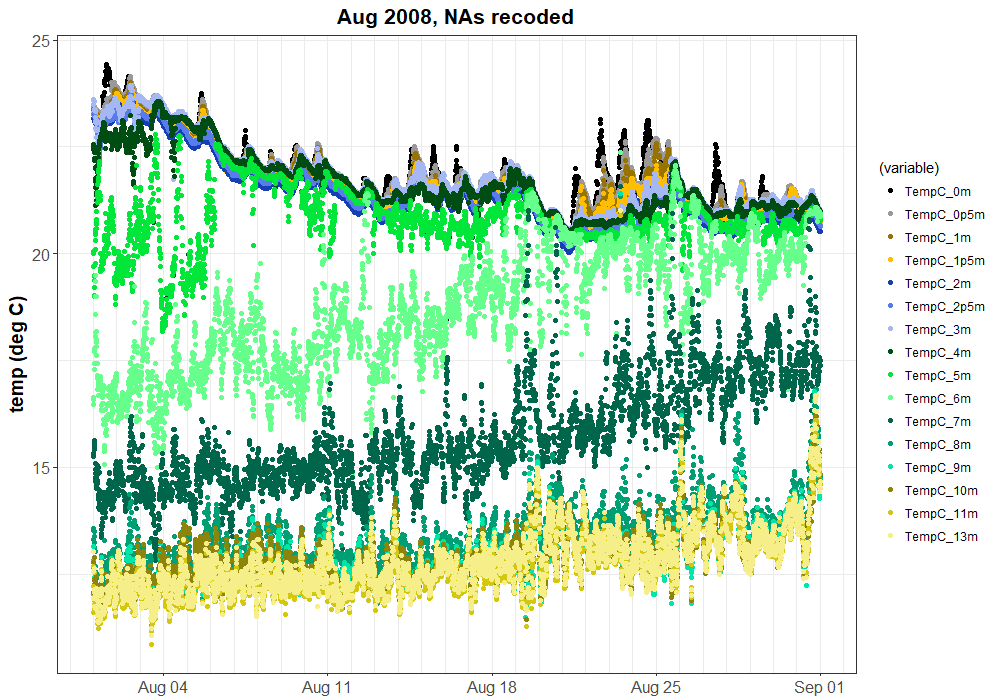 Aug 2008, NAs recoded
temp (deg C)
25
20
15
Aug 04
Aug 11
Aug 18
Aug 25
Sep 01
(variable)
TempC_0m
TempC_0p5m
TempC_1m
TempC_1p5m
TempC_2m
TempC_2p5m
TempC_3m
TempC_4m
TempC_5m
TempC_6m
TempC_7m
TempC_8m
TempC_9m
TempC_10m
TempC_11m
TempC_13m